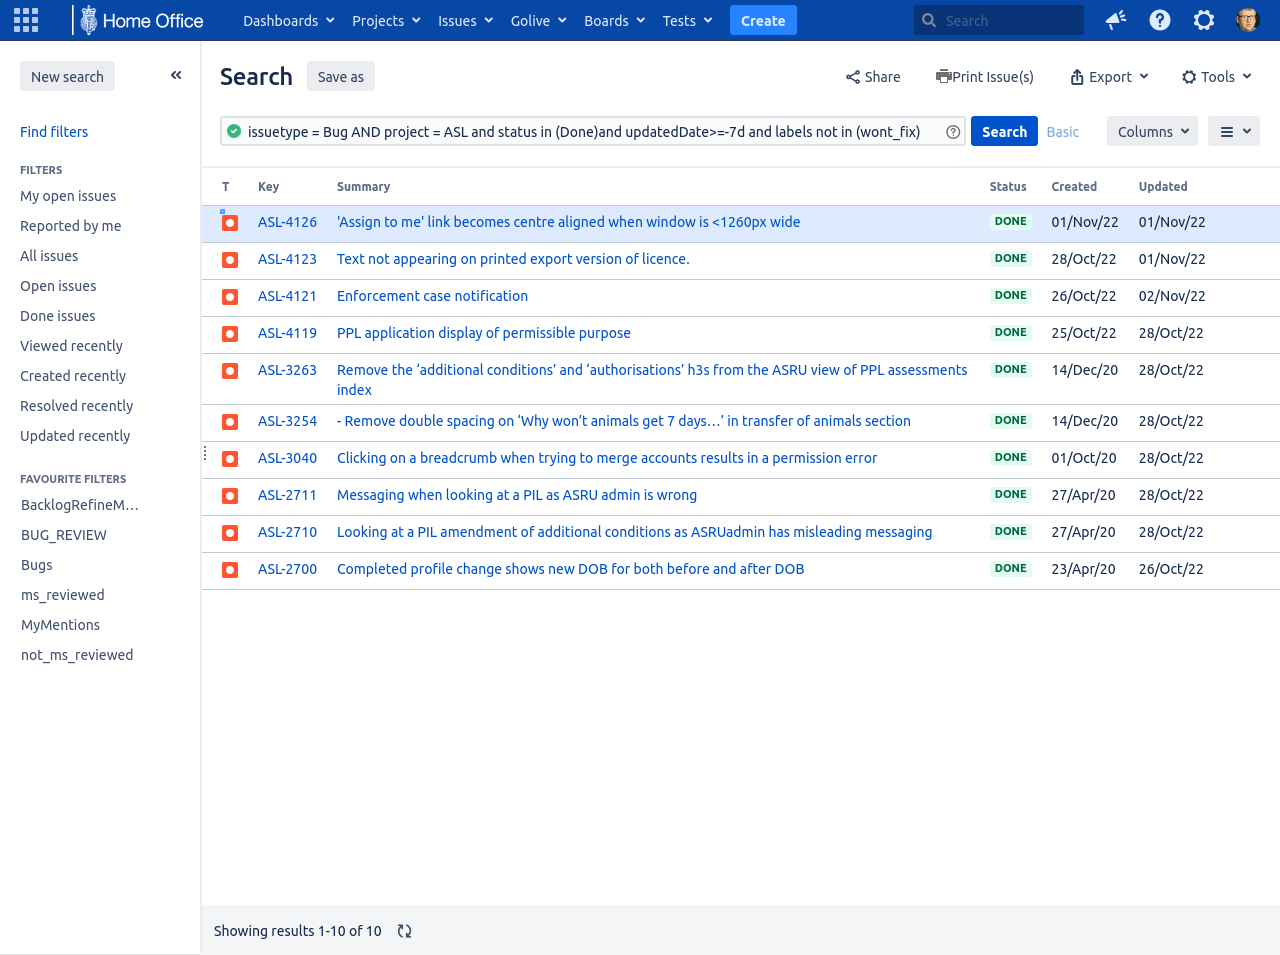 Home Office Dashboards Projects Issues Golive Boards Tests Create Search
New search
Search Save as Share Print Issue(s) Export Tools
Find filters
issuetype = Bug AND project = ASL and status in (Done)and updatedDate>=-7d and labels not in (wont_fix) Search Basic Columns
FILTERS
My open issues
Reported by me
All issues
Open issues
Done issues
Viewed recently
Created recently
Resolved recently
Updated recently
FAVOURITE FILTERS
BacklogRefineM...
BUG_REVIEW
Bugs
ms_reviewed
MyMentions
not_ms_reviewed
T Key Summary Status Created Updated
ASL-4126 'Assign to me' link becomes centre aligned when window is <1260px wide DONE 01/Nov/22 01/Nov/22
ASL-4123 Text not appearing on printed export version of licence. DONE 28/Oct/22 01/Nov/22
ASL-4121 Enforcement case notification DONE 26/Oct/22 02/Nov/22
ASL-4119 PPL application display of permissible purpose DONE 25/Oct/22 28/Oct/22
ASL-3263 Remove the ‘additional conditions’ and ‘authorisations’ h3s from the ASRU view of PPL assessments DONE 14/Dec/20 28/Oct/22
index
ASL-3254 - Remove double spacing on ‘Why won’t animals get 7 days…’ in transfer of animals section DONE 14/Dec/20 28/Oct/22
ASL-3040 Clicking on a breadcrumb when trying to merge accounts results in a permission error DONE 01/Oct/20 28/Oct/22
ASL-2711 Messaging when looking at a PIL as ASRU admin is wrong DONE 27/Apr/20 28/Oct/22
ASL-2710 Looking at a PIL amendment of additional conditions as ASRUadmin has misleading messaging DONE 27/Apr/20 28/Oct/22
ASL-2700 Completed profile change shows new DOB for both before and after DOB DONE 23/Apr/20 26/Oct/22
Showing results 1-10 of 10